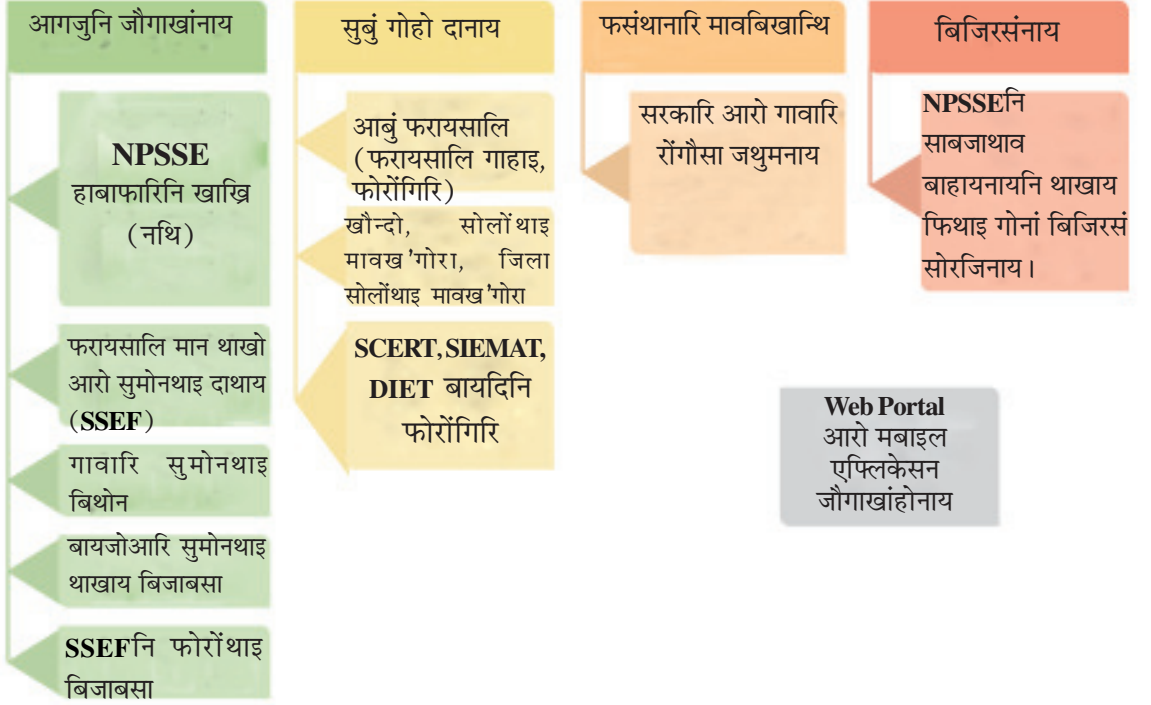 आगजुनि जौगाखांनाय
NPSSE
हाबाफारिनि खाख्रि
(नथि)
फरायसालि मान थाखो
आरो सुमोनथाइ दाथाय
(SSEF)
गावारि सुमोनथाइ
बिथोन
बायजोआरि सुमोनथाइ
थाखाय बिजाबसा
SSEFनि फोरोंथाइ
बिजाबसा
सुबुं गोहो दानाय
आबुं फरायसालि
(फरायसालि गाहाइ,
फोरोंगिरि)
खौन्दो, सोलोंथाइ
मावख'गोरा, जिला
सोलोंथाइ मावख'गोरा
SCERT, SIEMAT,
DIET बायदिनि
फोरोंगिरि
फसंथानारि मावबिखान्थि
सरकारि आरो गावारि
रोंगौसा जथुमनाय
बिजिरसंनाय
NPSSEनि
साबजाथाव
बाहायनायनि थाखाय
फिथाइ गोनां बिजिरसं
सोरजिनाय।
Web Portal
आरो मबाइल
एप्लिकेसन
जौगाखांहोनाय